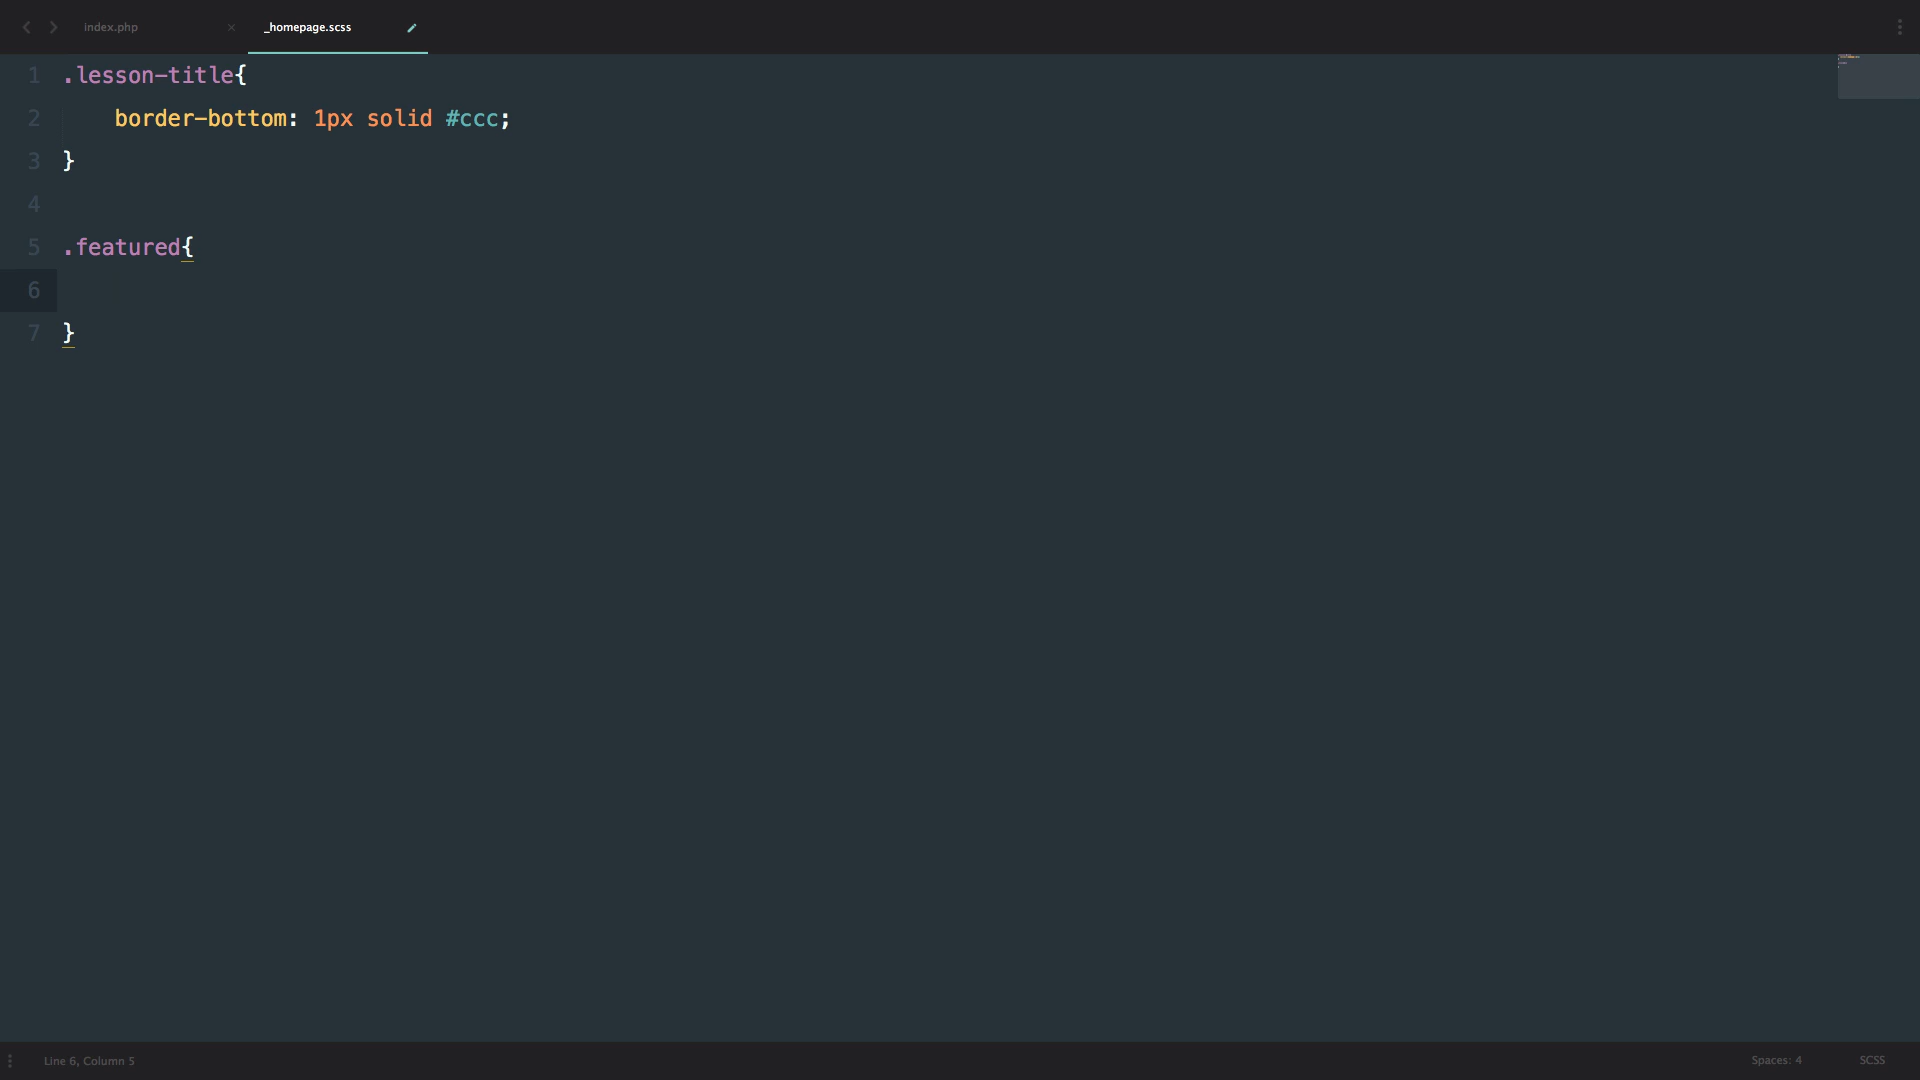 index.php
_homepage.scss
1 .lesson-title{
2     border-bottom: 1px solid #ccc;
3 }
4
5 .featured{
6
7 }
Line 6, Column 5
Spaces: 4
SCSS